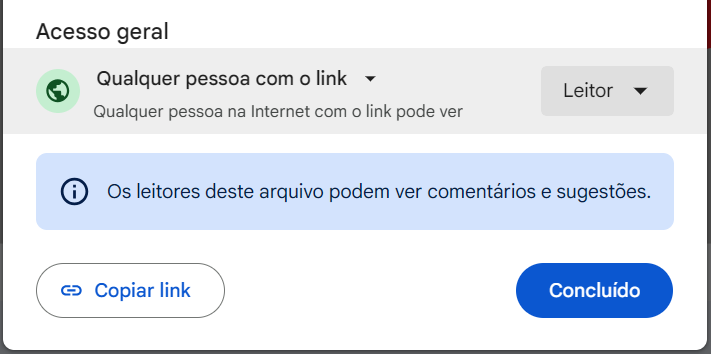 Acesso geral
Qualquer pessoa com o link
Qualquer pessoa na Internet com o link pode ver
Leitor
Os leitores deste arquivo podem ver comentários e sugestões.
Copiar link
Concluído